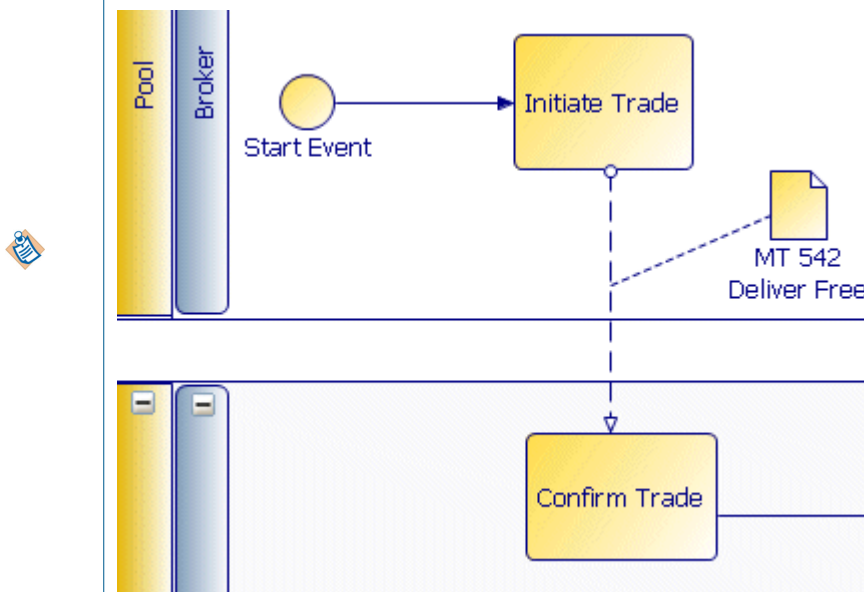 Pool
Broker
Initiate Trade
Start Event
MT 542
Deliver Free
Confirm Trade